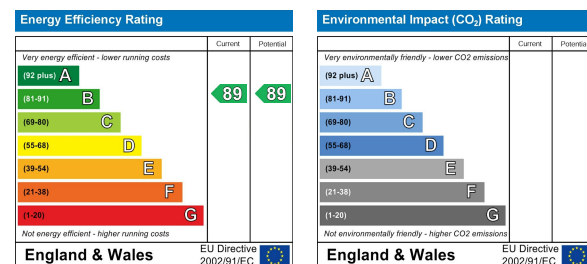 Energy Efficiency Rating
Current Potential
Very energy efficient - lower running costs
(92 plus) A
(81-91) B 89 89
(69-80) C
(55-68) D
(39-54) E
(21-38) F
(1-20) G
Not energy efficient - higher running costs
England & Wales
EU Directive
2002/91/EC
Environmental Impact (CO₂) Rating
Current Potential
Very environmentally friendly - lower CO2 emissions
(92 plus) A
(81-91) B
(69-80) C
(55-68) D
(39-54) E
(21-38) F
(1-20) G
Not environmentally friendly - higher CO2 emissions
England & Wales
EU Directive
2002/91/EC